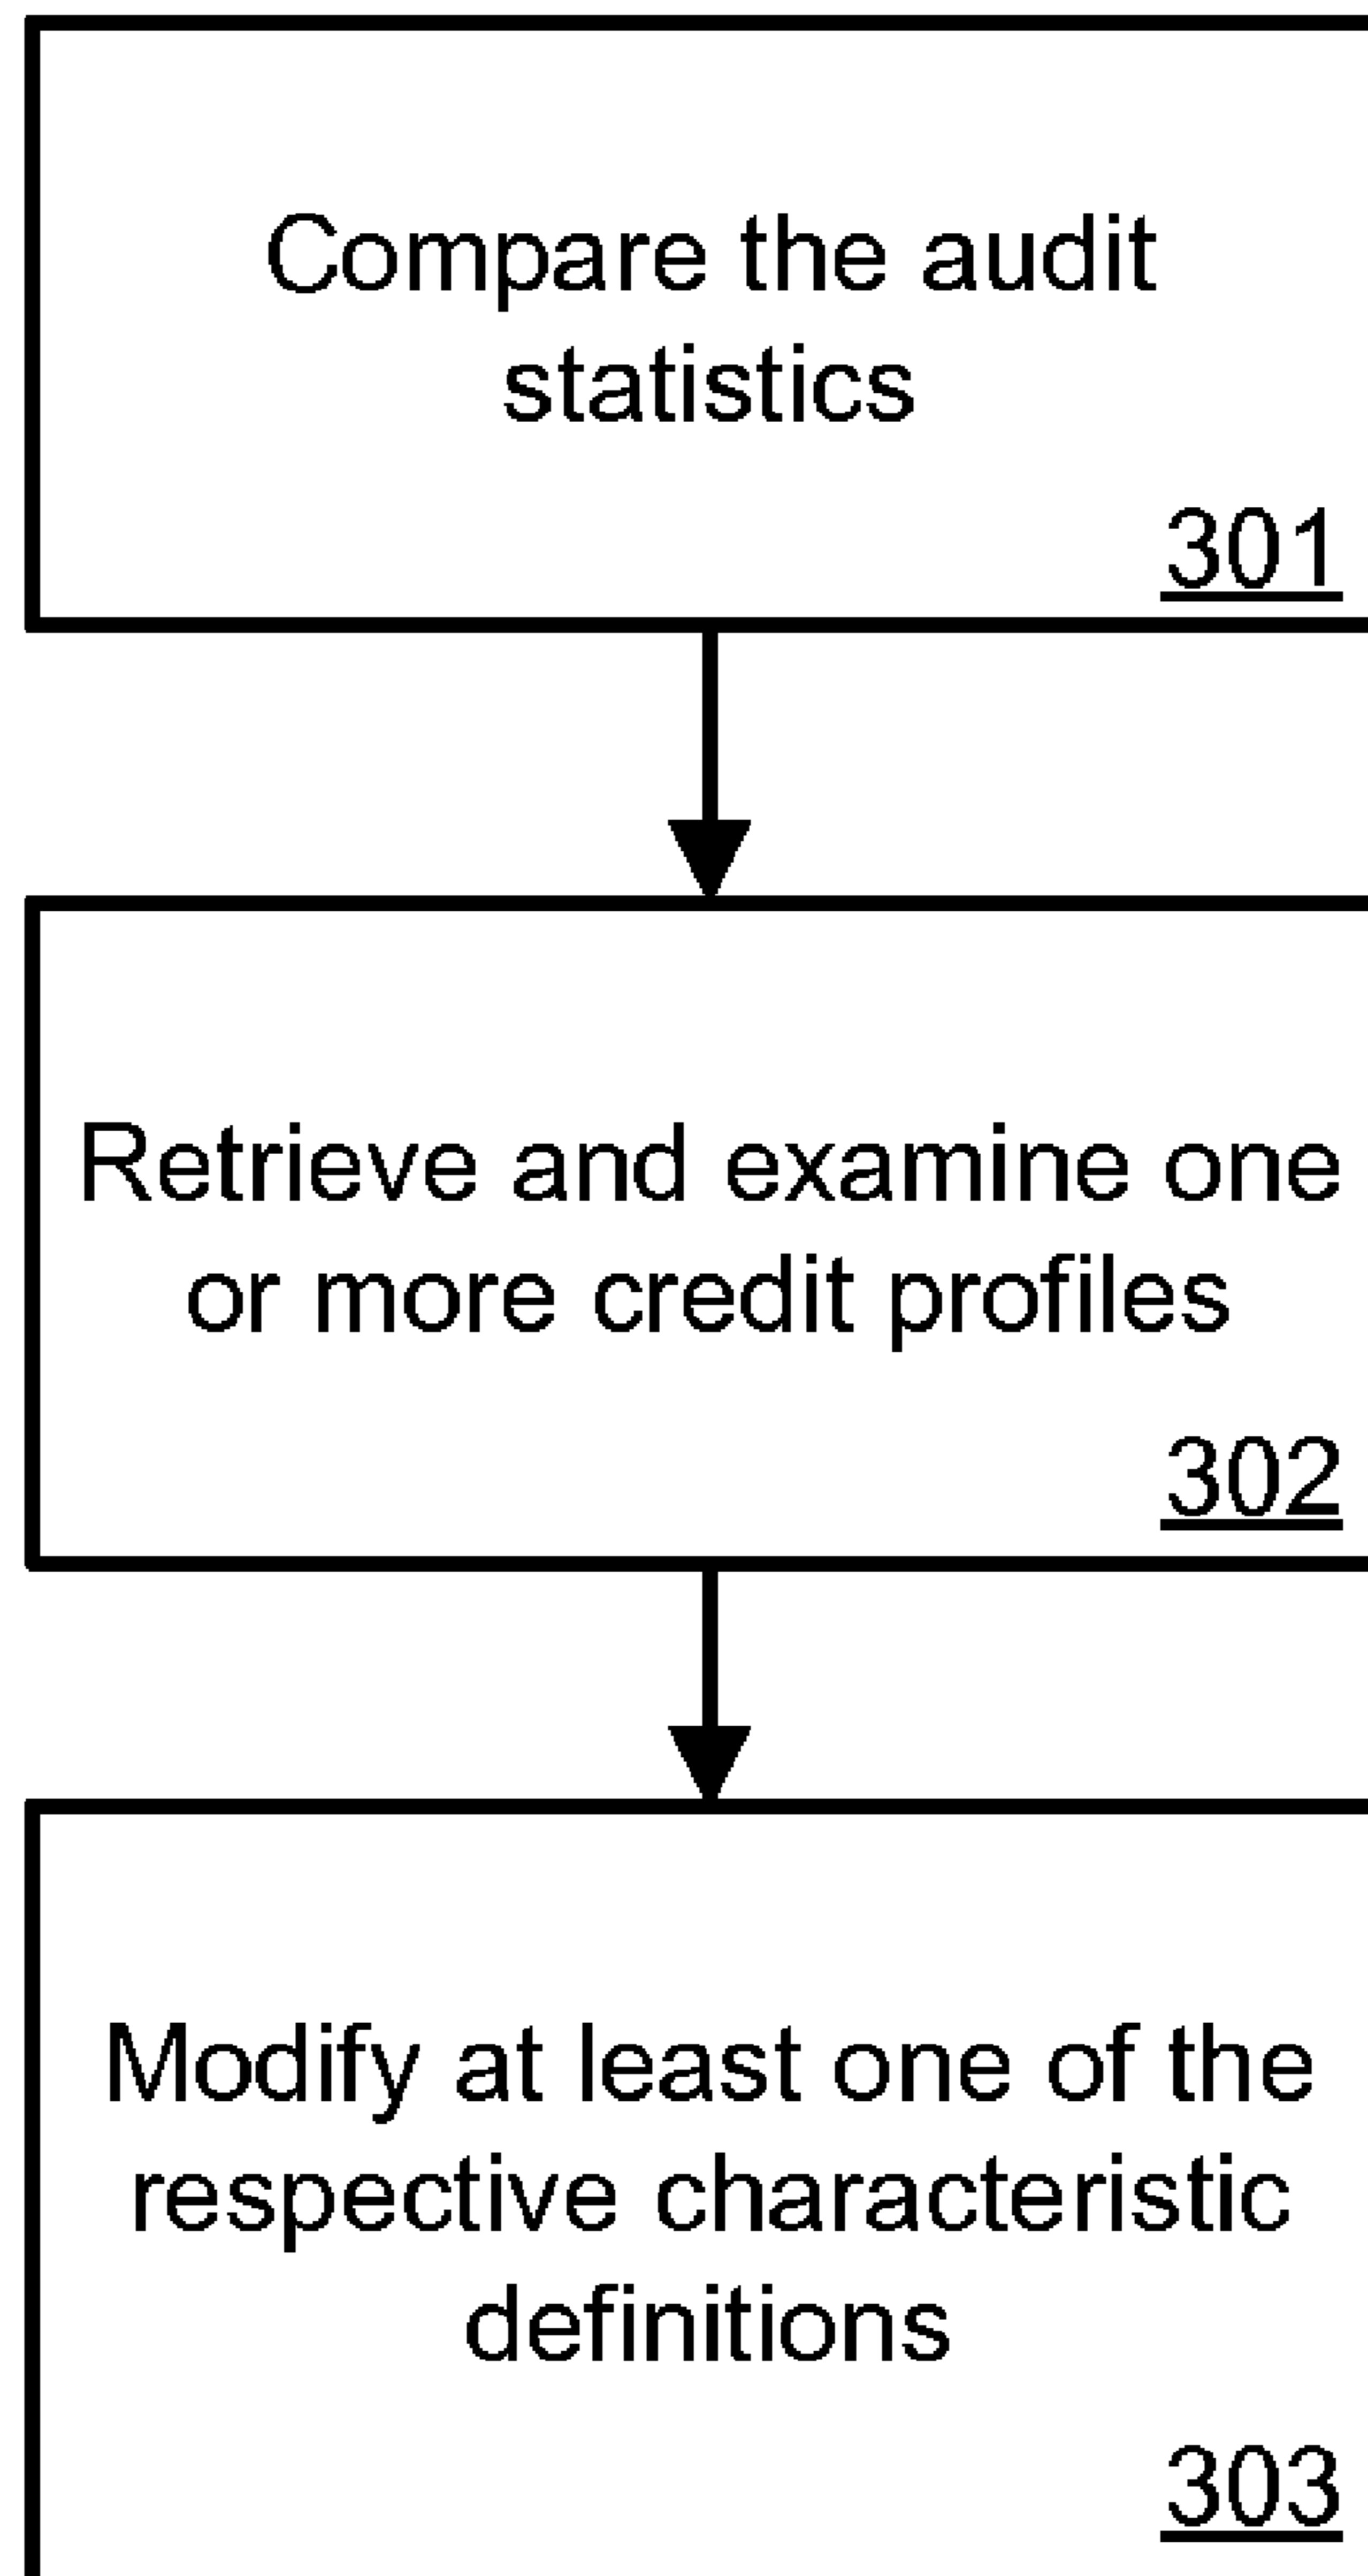 Compare the audit
statistics
301
Retrieve and examine one
or more credit profiles
302
Modify at least one of the
respective characteristic
definitions
303